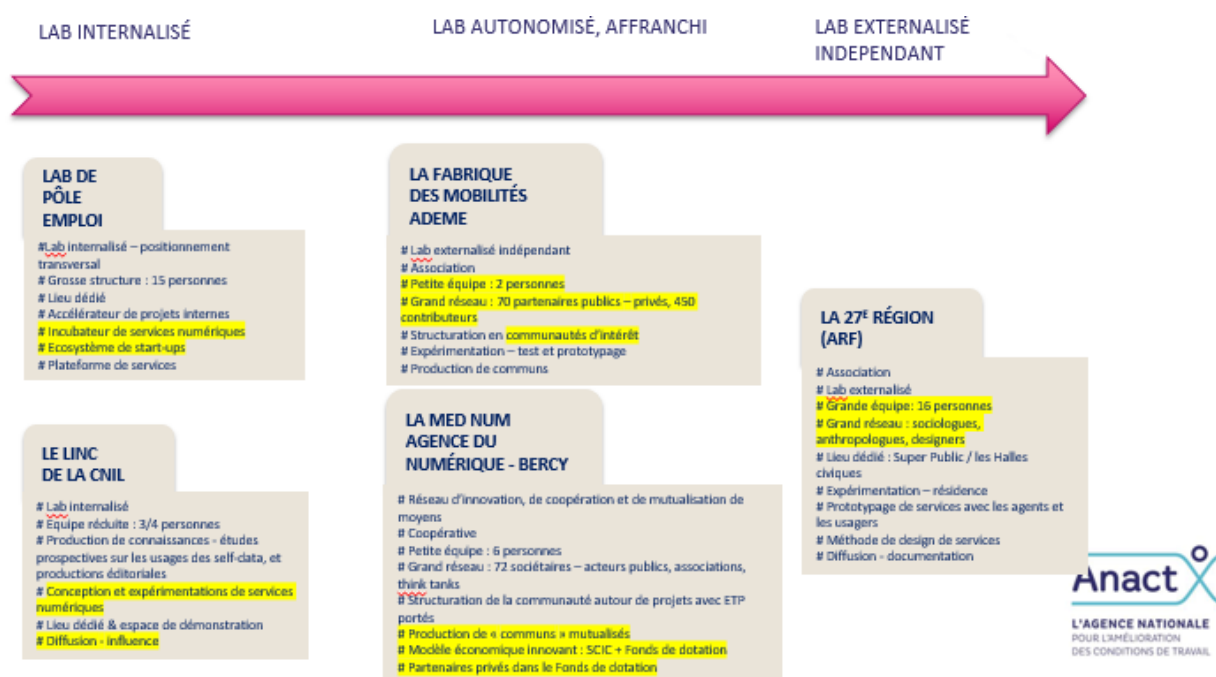 LAB INTERNALISÉ
LAB AUTONOMISÉ, AFFRANCHI
LAB EXTERNALISÉ
INDEPENDANT
LAB DE
PÔLE
EMPLOI
#Lab internalisé – positionnement
transversal
# Grosse structure : 15 personnes
# Lieu dédié
# Accélérateur de projets internes
# Incubateur de services numériques
# Ecosystème de start-ups
# Plateforme de services
LE LINC
DE LA CNIL
# Lab internalisé
# Equipe réduite : 3/4 personnes
# Production de connaissances - études
prospectives sur les usages des self-data, et
productions éditoriales
# Conception et expérimentations de services
numériques
# Lieu dédié & espace de démonstration
# Diffusion - influence
LA FABRIQUE
DES MOBILITÉS
ADEME
# Lab externalisé indépendant
# Association
# Petite équipe : 2 personnes
# Grand réseau : 70 partenaires publics – privés, 450
contributeurs
# Structuration en communautés d'intérêt
# Expérimentation – test et prototypage
# Production de communs
LA MED NUM
AGENCE DU
NUMÉRIQUE - BERCY
# Réseau d'innovation, de coopération et de mutualisation de
moyens
# Coopérative
# Petite équipe : 6 personnes
# Grand réseau : 72 sociétaires – acteurs publics, associations,
think tanks
# Structuration de la communauté autour de projets avec ETP
portés
# Production de « communs » mutualisés
# Modèle économique innovant : SCIC + Fonds de dotation
# Partenaires privés dans le Fonds de dotation
LA 27E RÉGION
(ARF)
# Association
# Lab externalisé
# Grande équipe: 16 personnes
# Grand réseau : sociologues,
anthropologues, designers
# Lieu dédié : Super Public / les Halles
civiques
# Expérimentation – résidence
# Prototypage de services avec les agents et
les usagers
# Méthode de design de services
# Diffusion - documentation
Anact
L'AGENCE NATIONALE
POUR L'AMÉLIORATION
DES CONDITIONS DE TRAVAIL